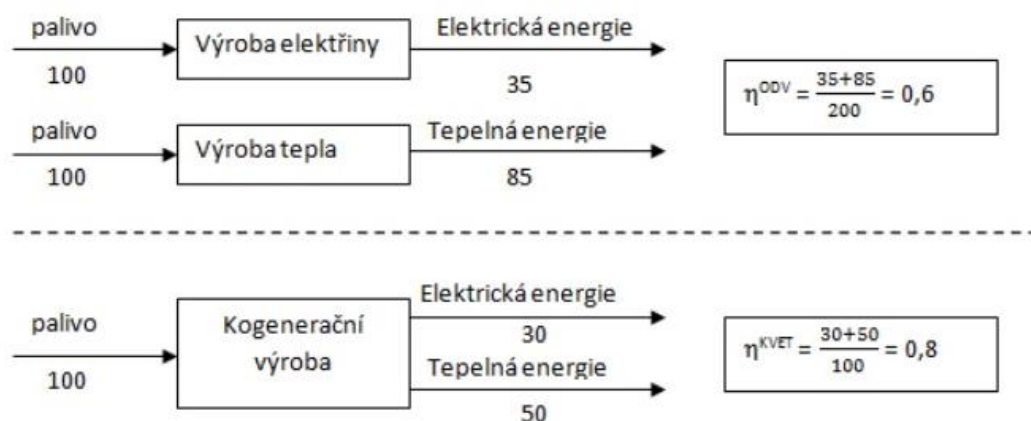 palivo
100
Výroba elektřiny
Elektrická energie
35
palivo
100
Výroba tepla
Tepelná energie
85
η^ODV = (35+85)/200 = 0,6
palivo
100
Kogenerační
výroba
Elektrická energie
30
Tepelná energie
50
η^KVET = (30+50)/100 = 0,8